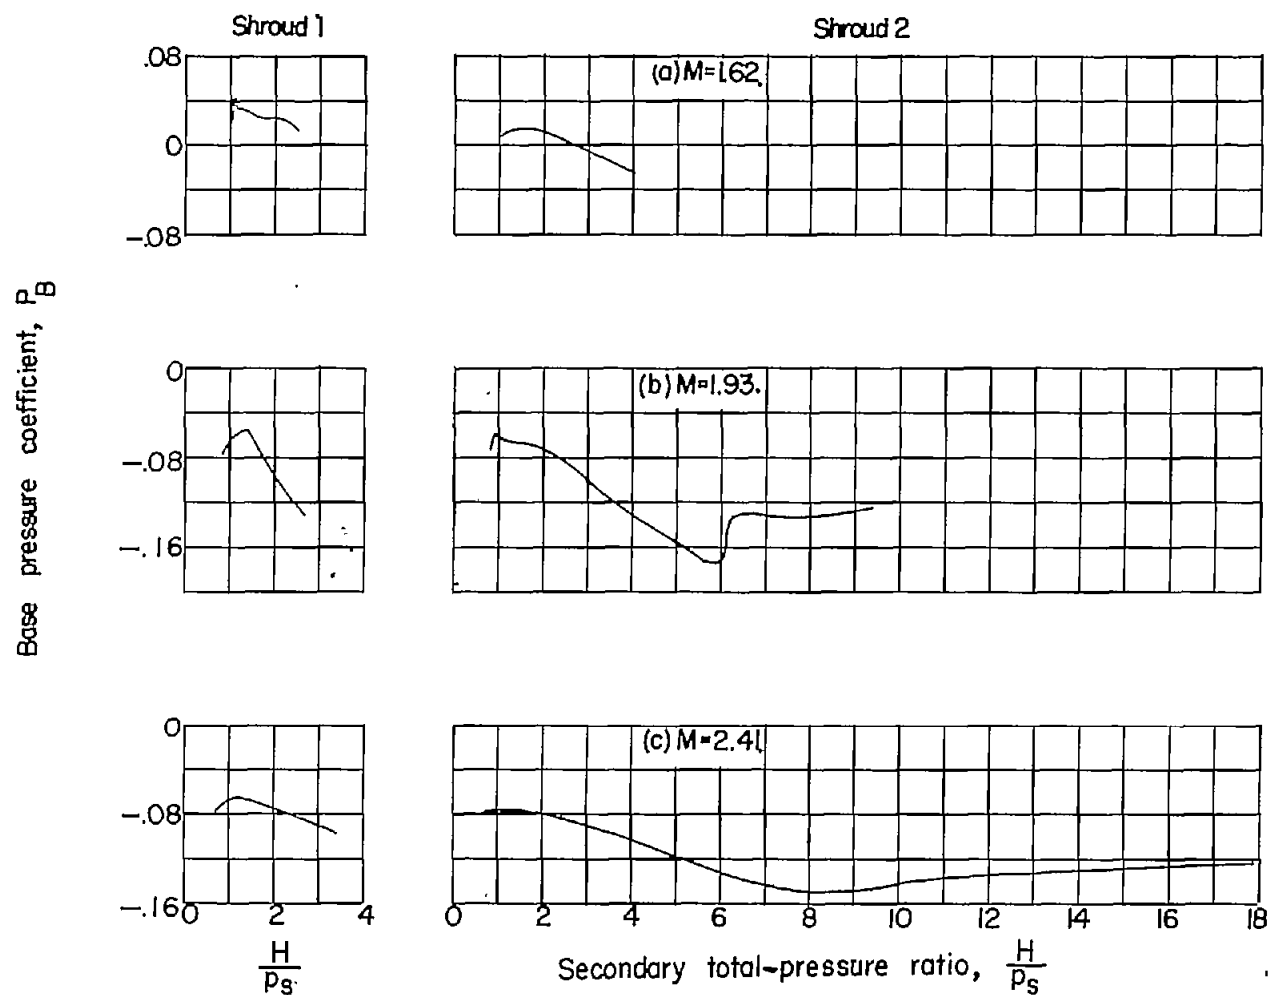 Shroud 1
Shroud 2
.08
0
-.08
(a) M=1.62.
Base pressure coefficient, P_B
0
-.08
-.16
(b) M=1.93.
0
-.08
-.16
(c) M=2.41.
0 2 4
0 2 4 6 8 10 12 14 16 18
H/p_s
Secondary total-pressure ratio, H/p_s